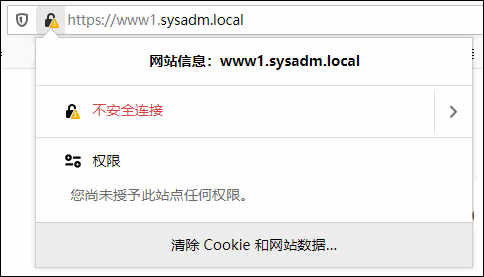 https://www1.sysadm.local
网站信息：www1.sysadm.local
不安全连接
权限
您尚未授予此站点任何权限。
清除 Cookie 和网站数据...